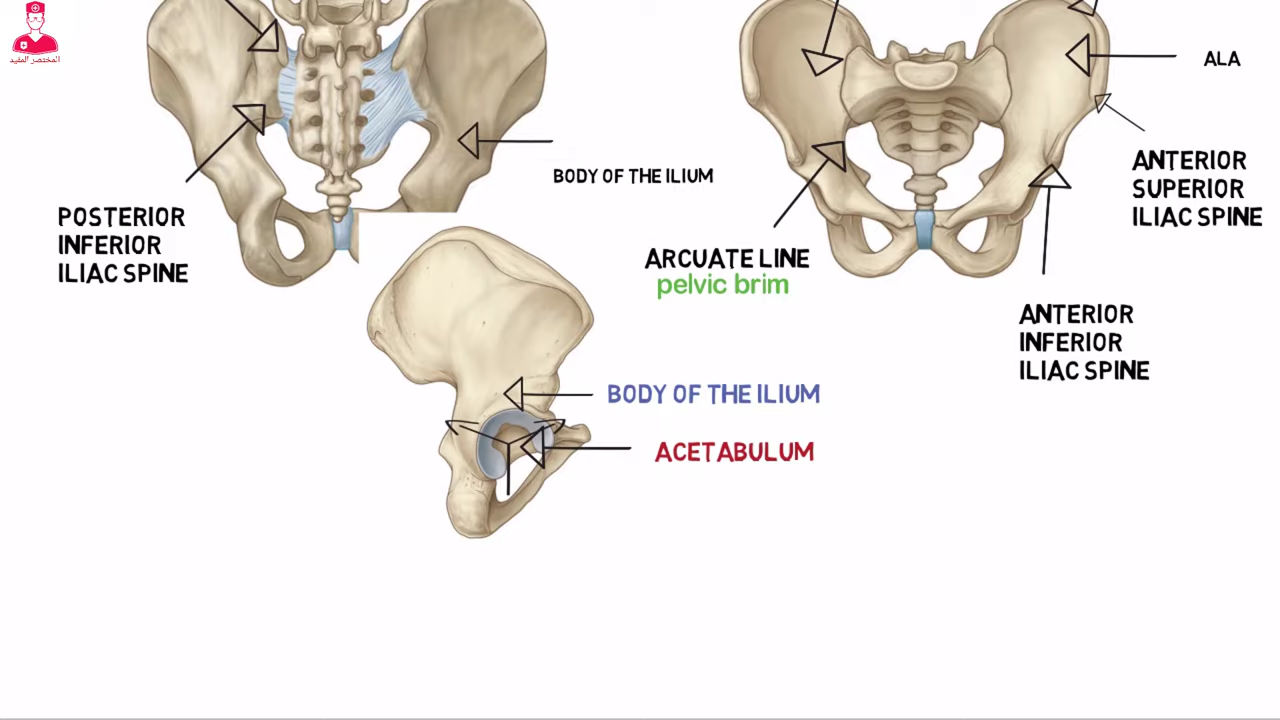 المختصر المفيد
ALA
BODY OF THE ILIUM
ANTERIOR
SUPERIOR
ILIAC SPINE
POSTERIOR
INFERIOR
ILIAC SPINE
ARCUATE LINE
pelvic brim
ANTERIOR
INFERIOR
ILIAC SPINE
BODY OF THE ILIUM
ACETABULUM